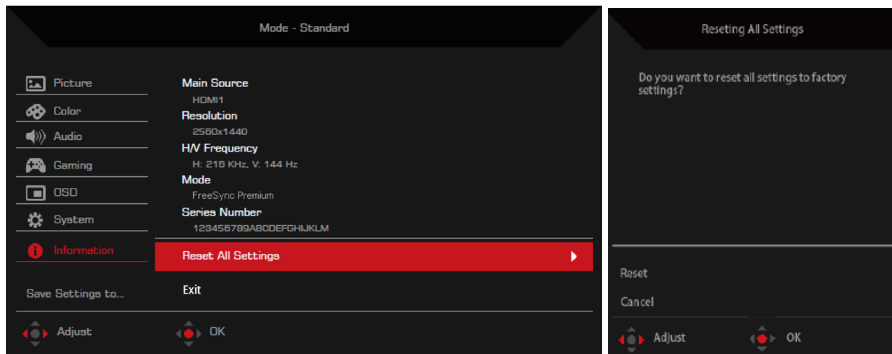 Mode - Standard
Picture
Color
Audio
Gaming
OSD
System
Information
Save Settings to...
Main Source
HDMI1
Resolution
2560x1440
H/V Frequency
H: 216 KHz, V: 144 Hz
Mode
FreeSync Premium
Series Number
123456789ABCDEFGHIJKLM
Reset All Settings
Exit
Adjust
OK
Reseting All Settings
Do you want to reset all settings to factory
settings?
Reset
Cancel
Adjust
OK